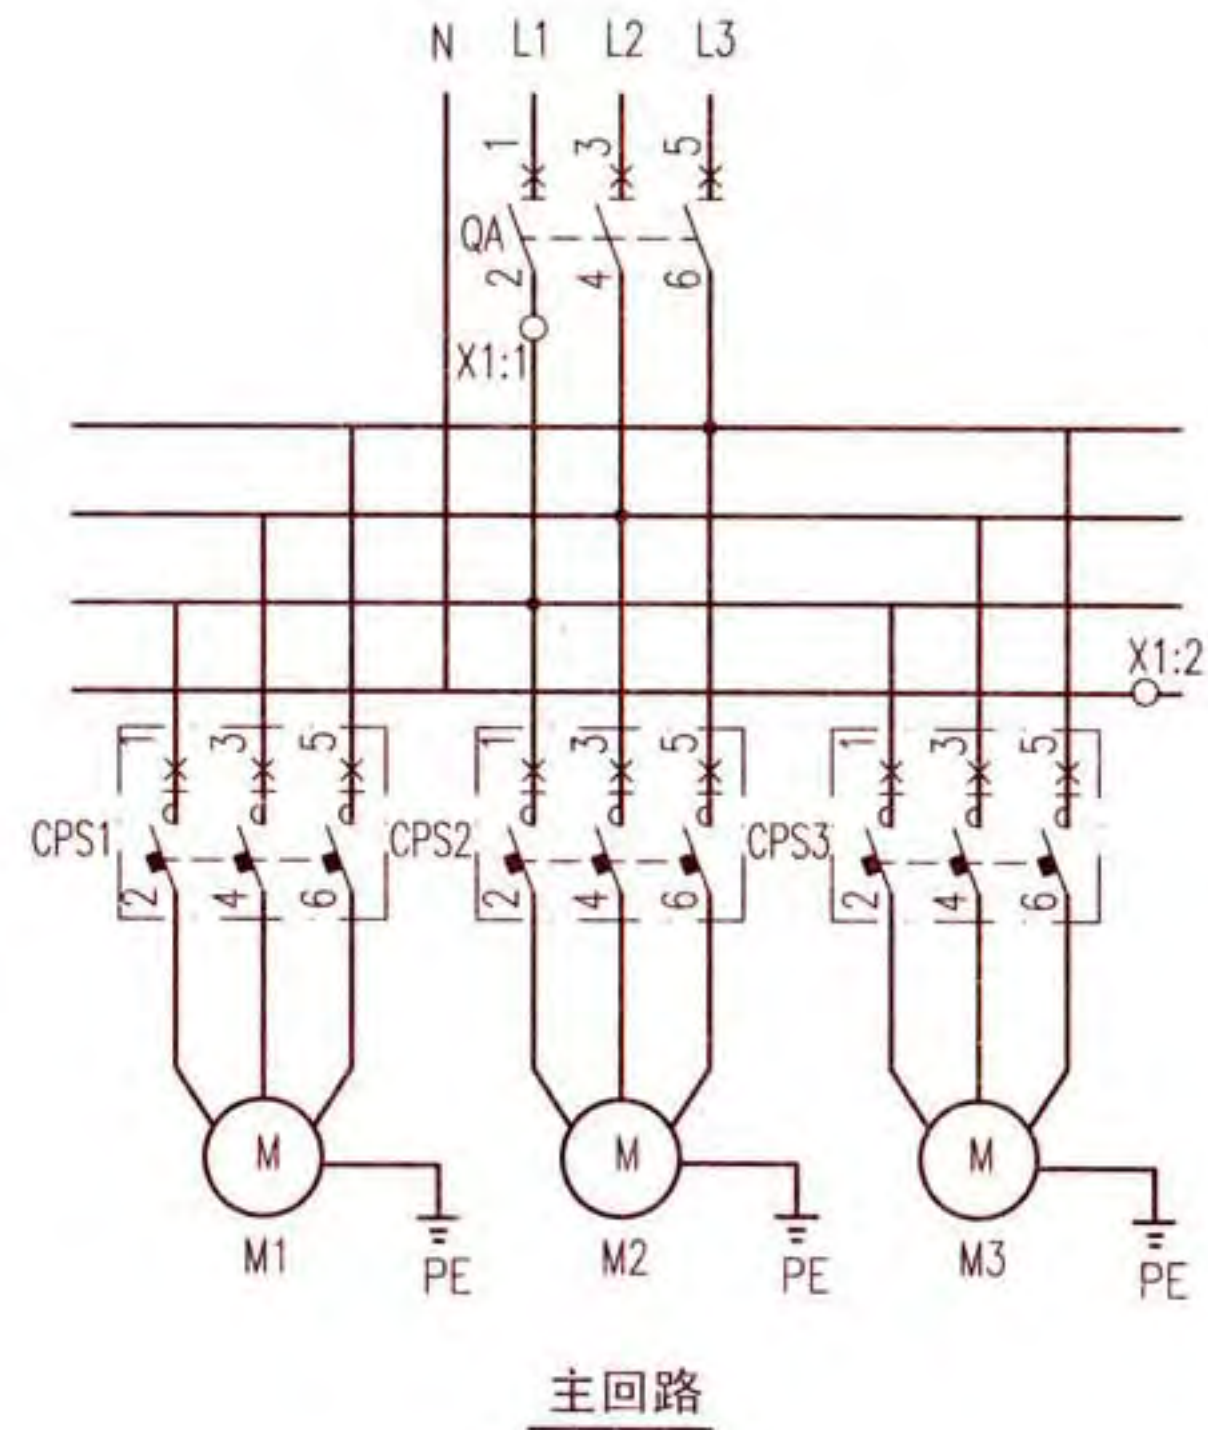 N L1 L2 L3
1 3 5
QA
2 4 6
X1:1
X1:2
1 3 5 1 3 5 1 3 5
CPS1 CPS2 CPS3
2 4 6 2 4 6 2 4 6
M M M
M1 M2 M3
PE PE PE
主回路